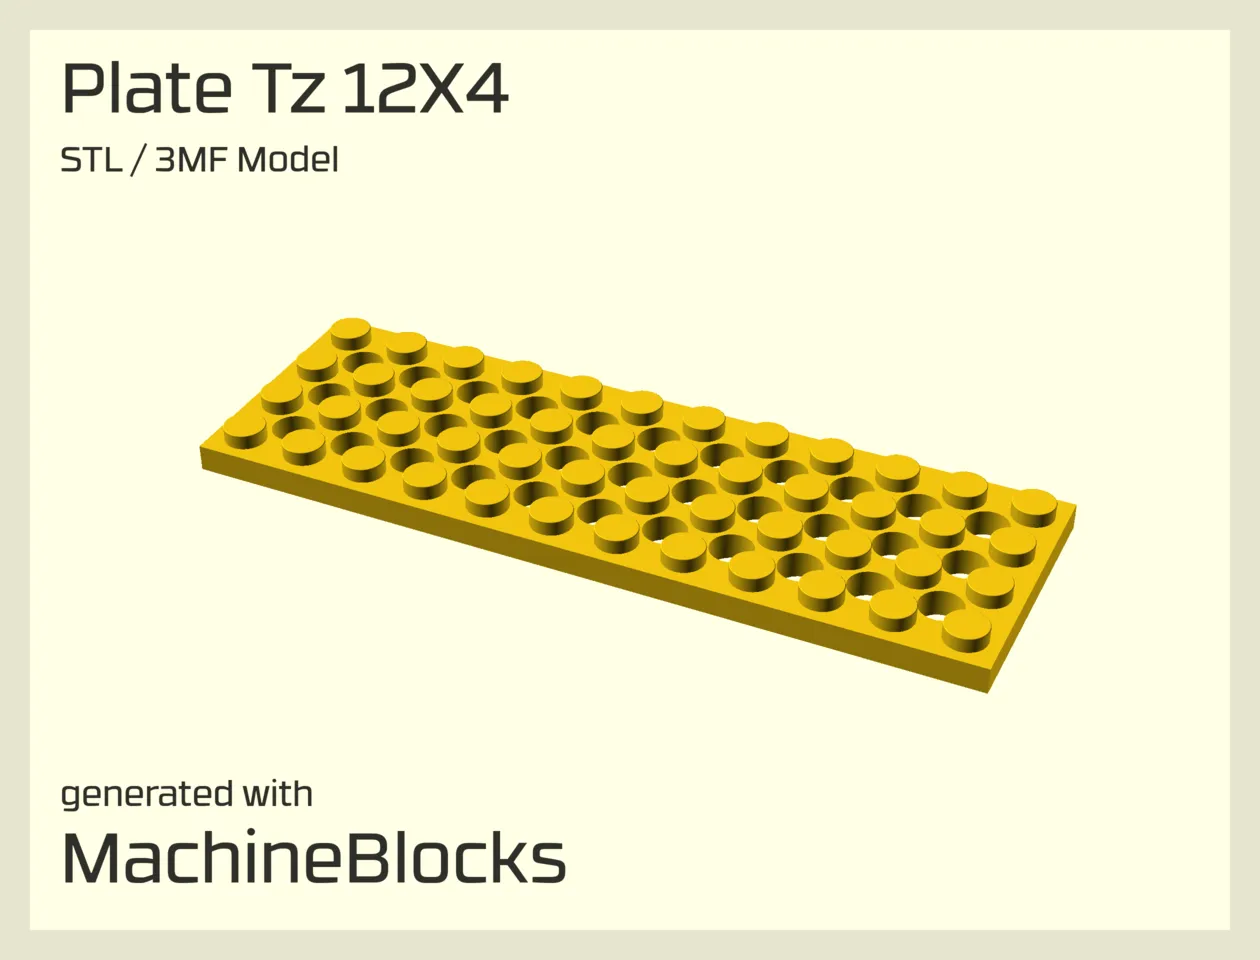 Plate Tz 12X4
STL / 3MF Model
generated with
MachineBlocks